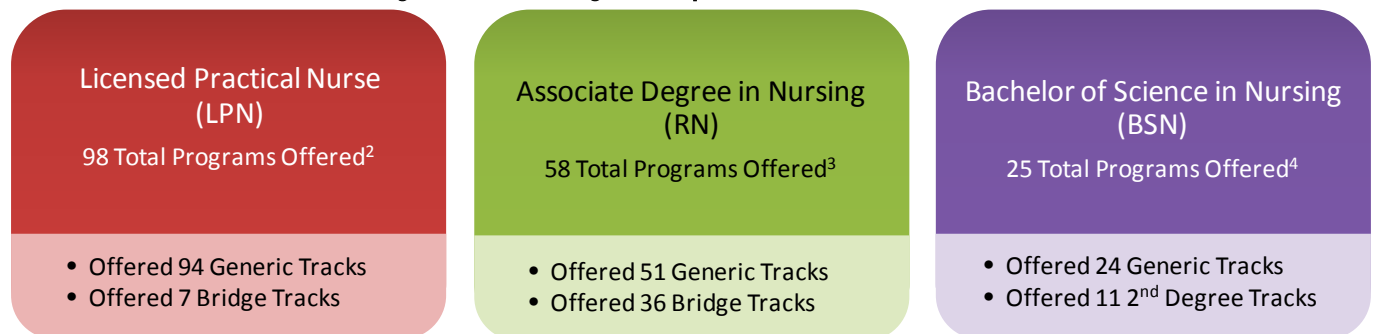 Licensed Practical Nurse
(LPN)
98 Total Programs Offered²
• Offered 94 Generic Tracks
• Offered 7 Bridge Tracks
Associate Degree in Nursing
(RN)
58 Total Programs Offered³
• Offered 51 Generic Tracks
• Offered 36 Bridge Tracks
Bachelor of Science in Nursing
(BSN)
25 Total Programs Offered⁴
• Offered 24 Generic Tracks
• Offered 11 2ⁿᵈ Degree Tracks